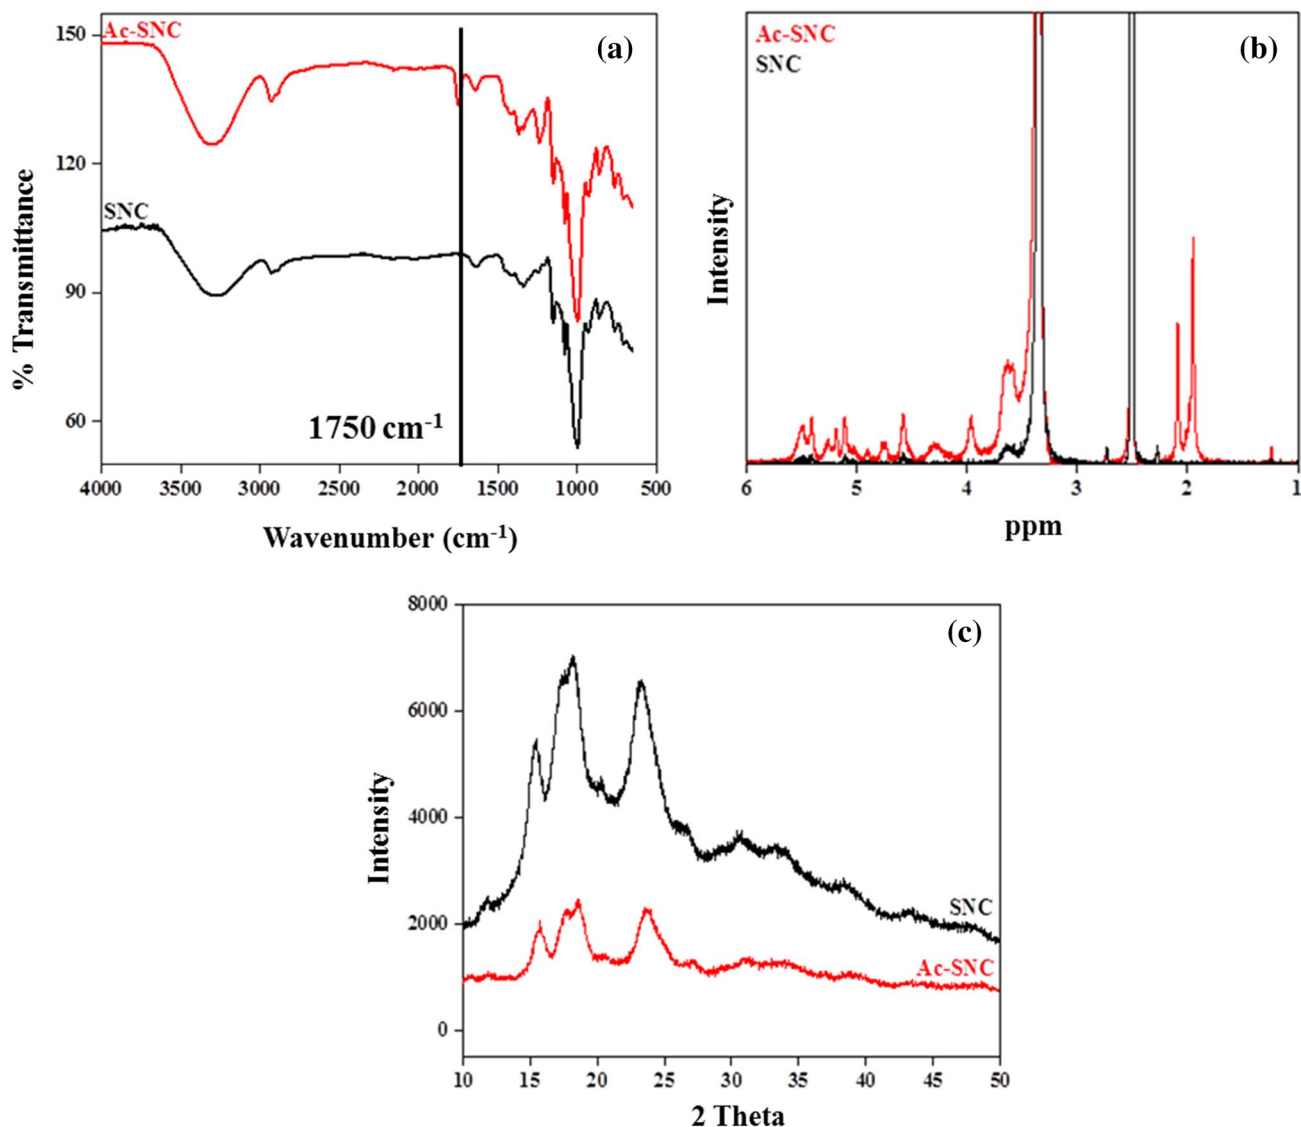 (a)
Ac-SNC
SNC
1750 cm⁻¹
150
120
90
60
% Transmittance
4000 3500 3000 2500 2000 1500 1000 500
Wavenumber (cm⁻¹)
(b)
Ac-SNC
SNC
Intensity
6 5 4 3 2 1
ppm
(c)
8000
6000
4000
2000
0
Intensity
SNC
Ac-SNC
10 15 20 25 30 35 40 45 50
2 Theta